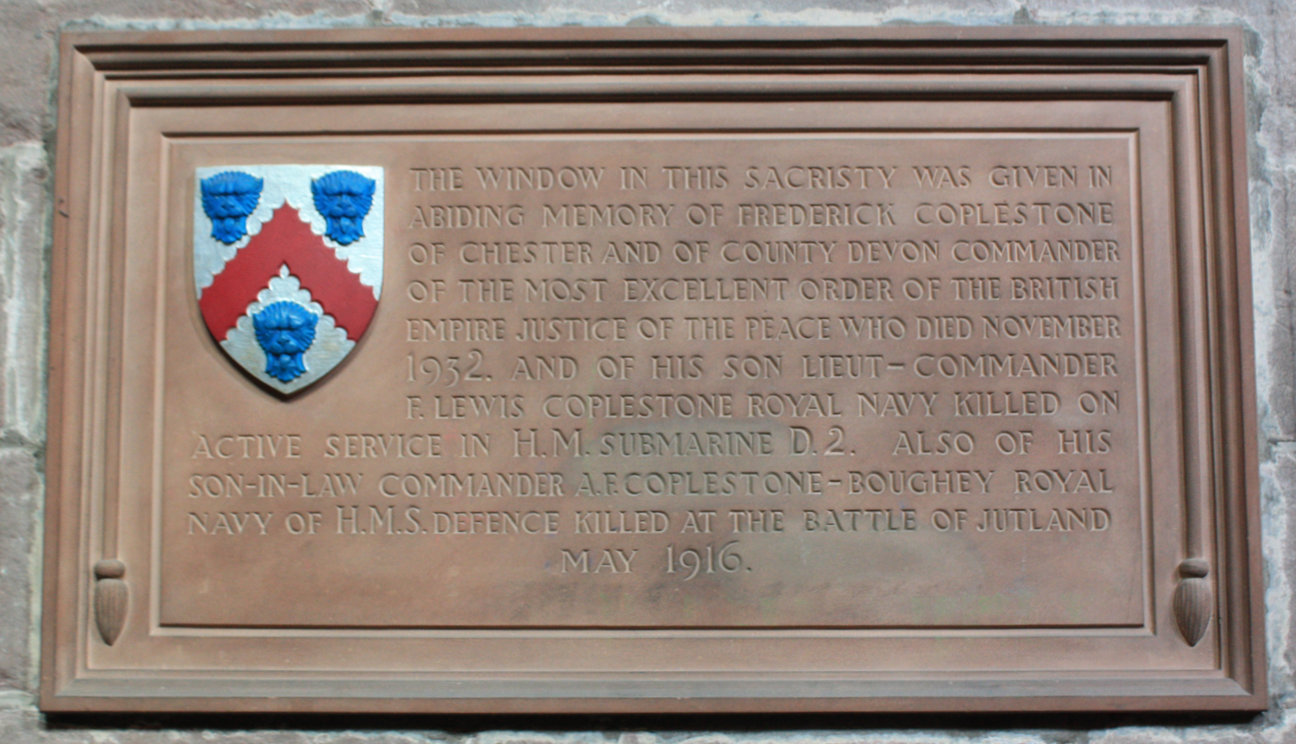 THE WINDOW IN THIS SACRISTY WAS GIVEN IN
ABIDING MEMORY OF FREDERICK COPLESTONE
OF CHESTER AND OF COUNTY DEVON COMMANDER
OF THE MOST EXCELLENT ORDER OF THE BRITISH
EMPIRE JUSTICE OF THE PEACE WHO DIED NOVEMBER
1932. AND OF HIS SON LIEUT-COMMANDER
F. LEWIS COPLESTONE ROYAL NAVY KILLED ON
ACTIVE SERVICE IN H.M. SUBMARINE D.2. ALSO OF HIS
SON-IN-LAW COMMANDER A.F. COPLESTONE-BOUGHEY ROYAL
NAVY OF H.M.S. DEFENCE KILLED AT THE BATTLE OF JUTLAND
MAY 1916.